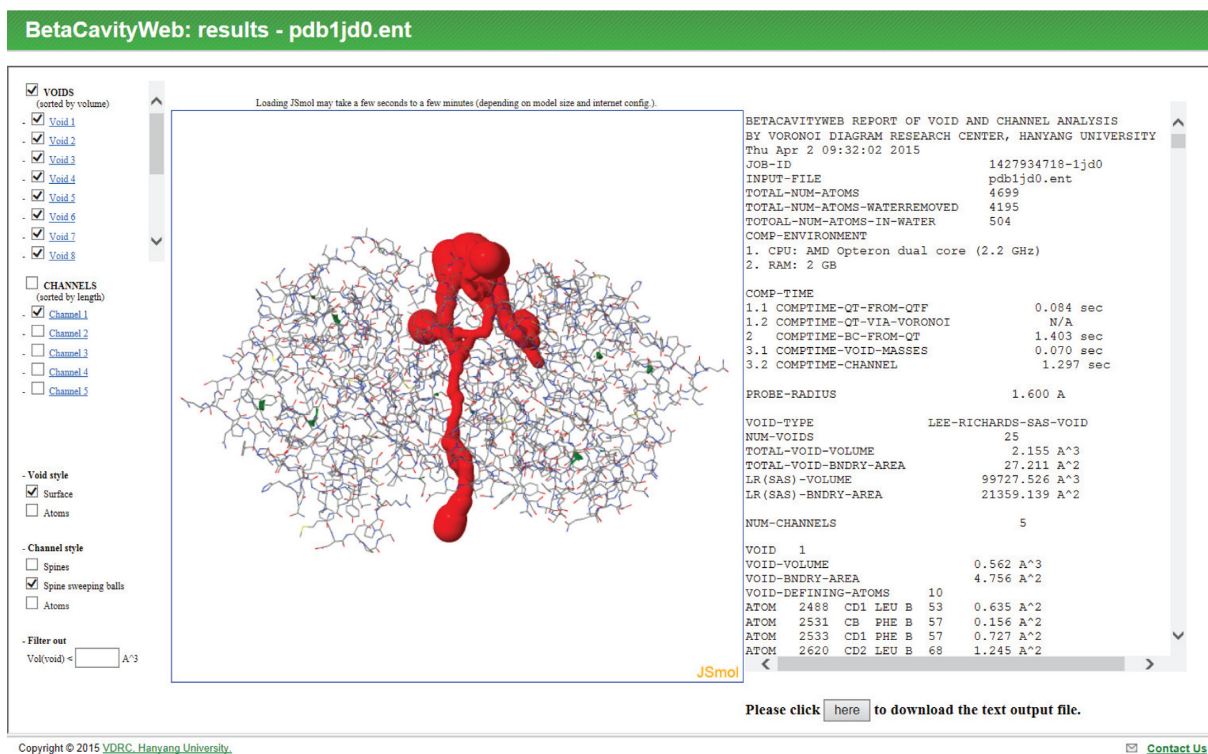 BetaCavityWeb: results - pdb1jd0.ent
VOIDS
(sorted by volume)
- Void 1
- Void 2
- Void 3
- Void 4
- Void 5
- Void 6
- Void 7
- Void 8
CHANNELS
(sorted by length)
- Channel 1
- Channel 2
- Channel 3
- Channel 4
- Channel 5
- Void style
Surface
Atoms
- Channel style
Spines
Spine sweeping balls
Atoms
- Filter out
Vol(void) < A^3
Loading JSmol may take a few seconds to a few minutes (depending on model size and internet config.).
JSmol
BETACAVITYWEB REPORT OF VOID AND CHANNEL ANALYSIS
BY VORONOI DIAGRAM RESEARCH CENTER, HANYANG UNIVERSITY
Thu Apr 2 09:32:02 2015
JOB-ID 1427934718-1jd0
INPUT-FILE pdb1jd0.ent
TOTAL-NUM-ATOMS 4699
TOTAL-NUM-ATOMS-WATERREMOVED 4195
TOTOAL-NUM-ATOMS-IN-WATER 504
COMP-ENVIRONMENT
1. CPU: AMD Opteron dual core (2.2 GHz)
2. RAM: 2 GB
COMP-TIME
1.1 COMPTIME-QT-FROM-QTF 0.084 sec
1.2 COMPTIME-QT-VIA-VORONOI N/A
2 COMPTIME-BC-FROM-QT 1.403 sec
3.1 COMPTIME-VOID-MASSES 0.070 sec
3.2 COMPTIME-CHANNEL 1.297 sec
PROBE-RADIUS 1.600 A
VOID-TYPE LEE-RICHARDS-SAS-VOID
NUM-VOIDS 25
TOTAL-VOID-VOLUME 2.155 A^3
TOTAL-VOID-BNDRY-AREA 27.211 A^2
LR(SAS)-VOLUME 99727.526 A^3
LR(SAS)-BNDRY-AREA 21359.139 A^2
NUM-CHANNELS 5
VOID 1
VOID-VOLUME 0.562 A^3
VOID-BNDRY-AREA 4.756 A^2
VOID-DEFINING-ATOMS 10
ATOM 2488 CD1 LEU B 53 0.635 A^2
ATOM 2531 CB PHE B 57 0.156 A^2
ATOM 2533 CD1 PHE B 57 0.727 A^2
ATOM 2620 CD2 LEU B 68 1.245 A^2
Please click here to download the text output file.
Copyright © 2015 VDRC, Hanyang University.
Contact Us